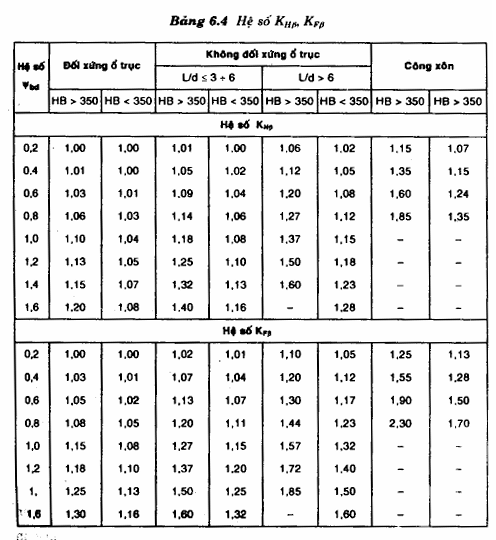 Bảng 6.4 Hệ số KHβ, KFβ
Hệ số Ψbd Đối xứng ổ trục Không đối xứng ổ trục Công xôn
L/d ≤ 3 ÷ 6 L/d > 6
HB > 350 HB < 350 HB > 350 HB < 350 HB > 350 HB < 350 HB > 350 HB > 350
Hệ số KHβ
0,2 1,00 1,00 1,01 1,00 1,06 1,02 1,15 1,07
0.4 1,01 1,00 1,05 1,02 1,12 1,05 1,35 1,15
0,6 1,03 1,01 1,09 1,04 1,20 1,08 1,60 1,24
0,8 1,06 1,03 1,14 1,06 1,27 1,12 1,85 1,35
1,0 1,10 1,04 1,18 1,08 1,37 1,15 – –
1,2 1,13 1,05 1,25 1,10 1,50 1,18 – –
1,4 1,15 1,07 1,32 1,13 1,60 1,23 – –
1,6 1,20 1,08 1,40 1,16 – 1,28 – –
Hệ số KFβ
0,2 1,00 1,00 1,02 1,01 1,10 1,05 1,25 1,13
0,4 1,03 1,01 1,07 1,04 1,20 1,12 1,55 1,28
0,6 1,05 1,02 1,13 1,07 1,30 1,17 1,90 1,50
0,8 1,08 1,05 1,20 1,11 1,44 1,23 2,30 1,70
1,0 1,15 1,08 1,27 1,15 1,57 1,32 – –
1,2 1,18 1,10 1,37 1,20 1,72 1,40 – –
1, 1,25 1,13 1,50 1,25 1,85 1,50 – –
1,6 1,30 1,16 1,60 1,32 – 1,60 – –